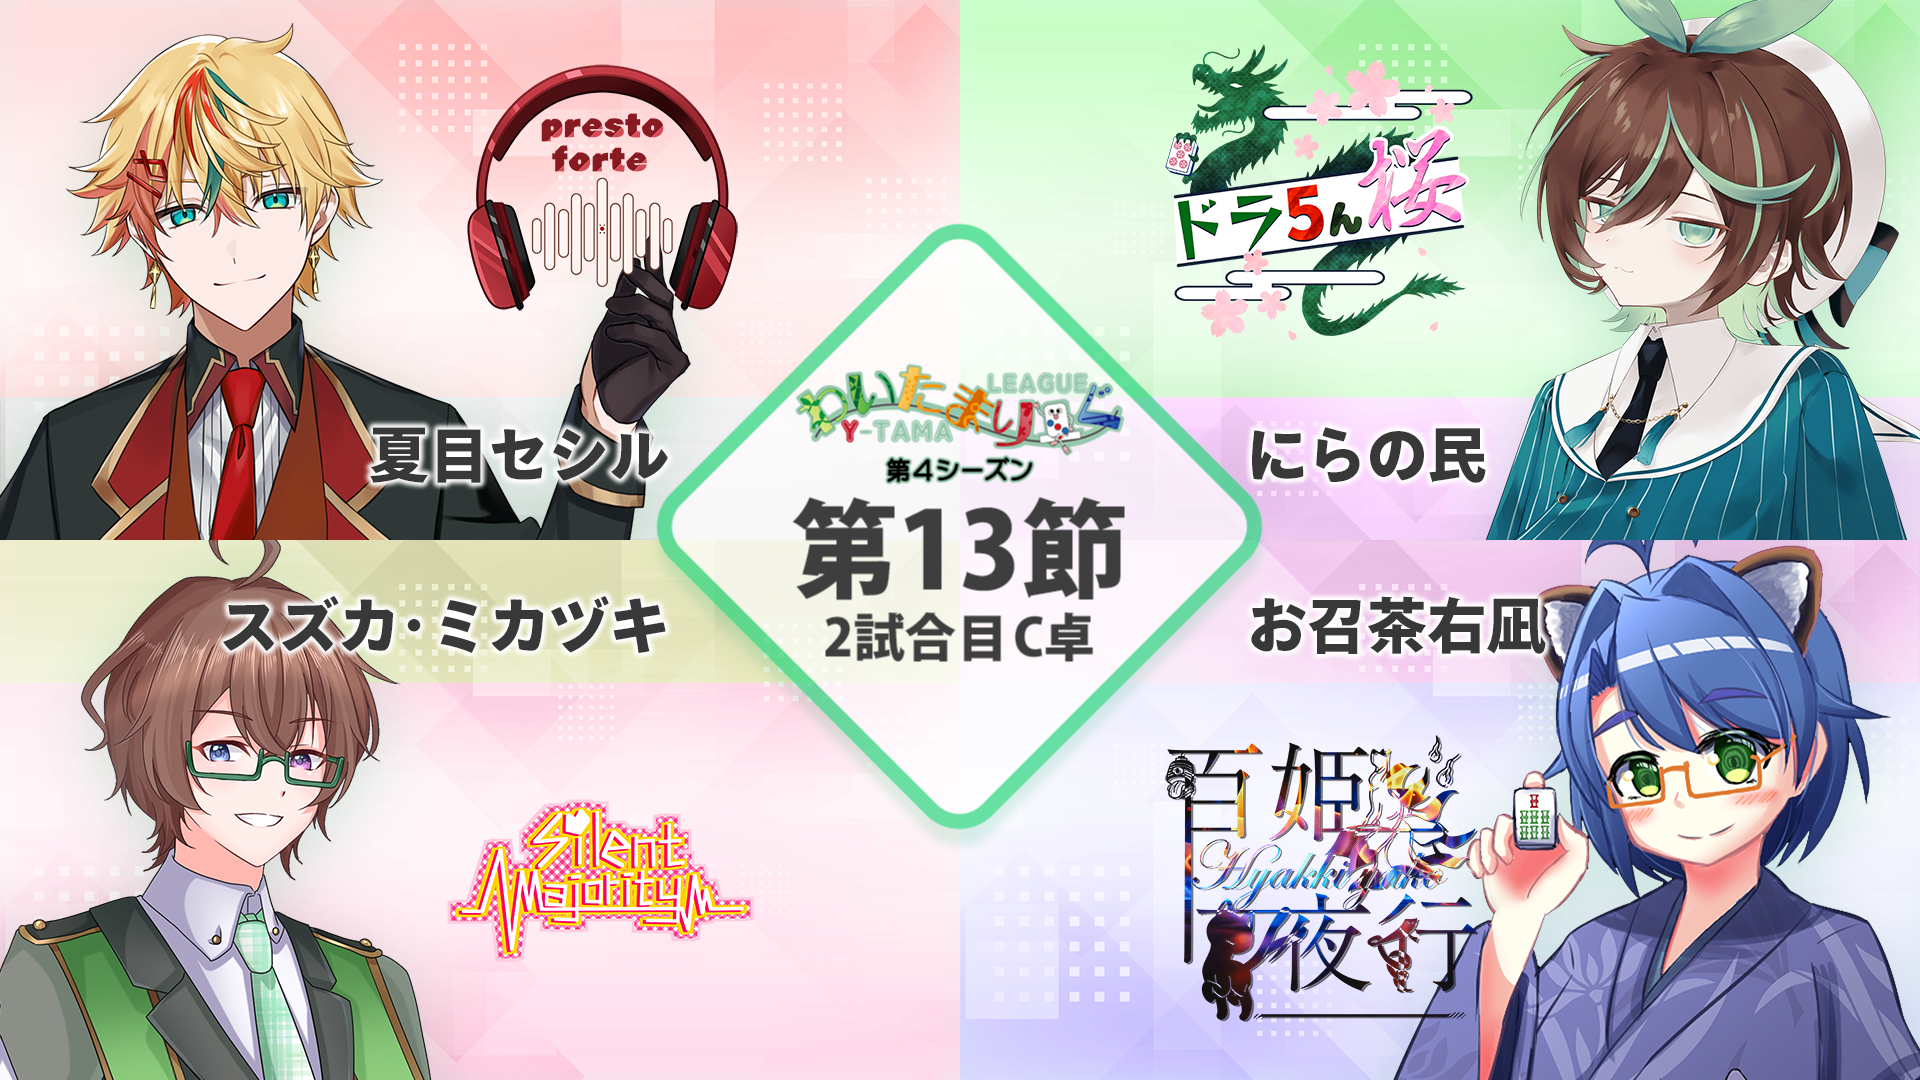 presto
forte
ドラ5ん桜
夏目セシル
にらの民
わいたまりーぐ
LEAGUE
Y-TAMA
第4シーズン
第13節
2試合目 C卓
スズカ・ミカヅキ
お召茶右凪
Silent
Majority
百姫
Hyakkiyako
夜行